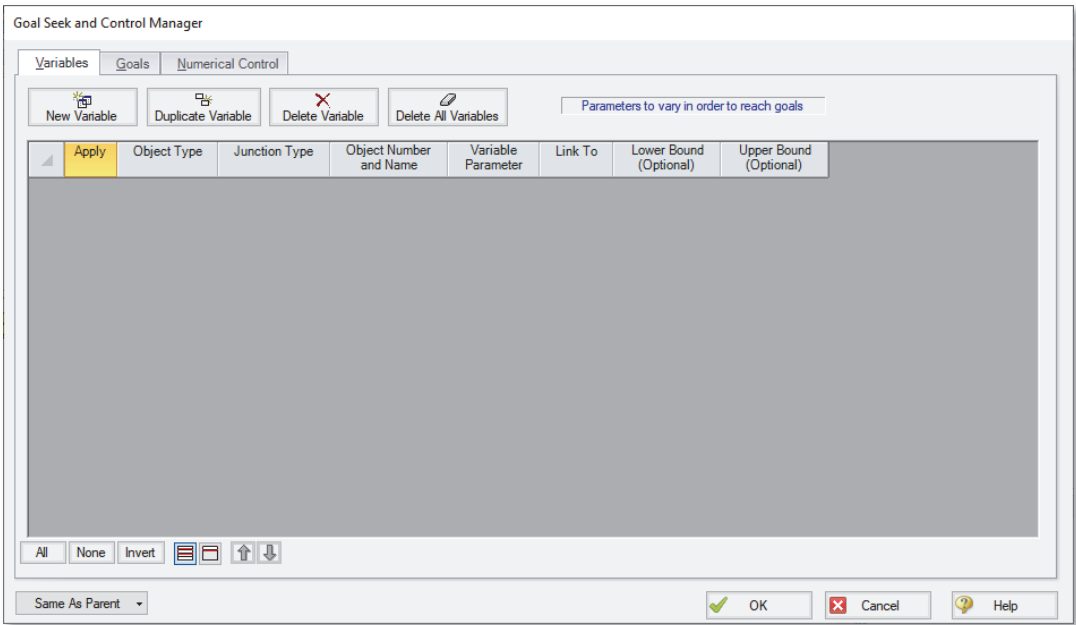 Goal Seek and Control Manager
Variables Goals Numerical Control
New Variable Duplicate Variable Delete Variable Delete All Variables Parameters to vary in order to reach goals
Apply Object Type Junction Type Object Number and Name Variable Parameter Link To Lower Bound (Optional) Upper Bound (Optional)
All None Invert
Same As Parent OK Cancel Help